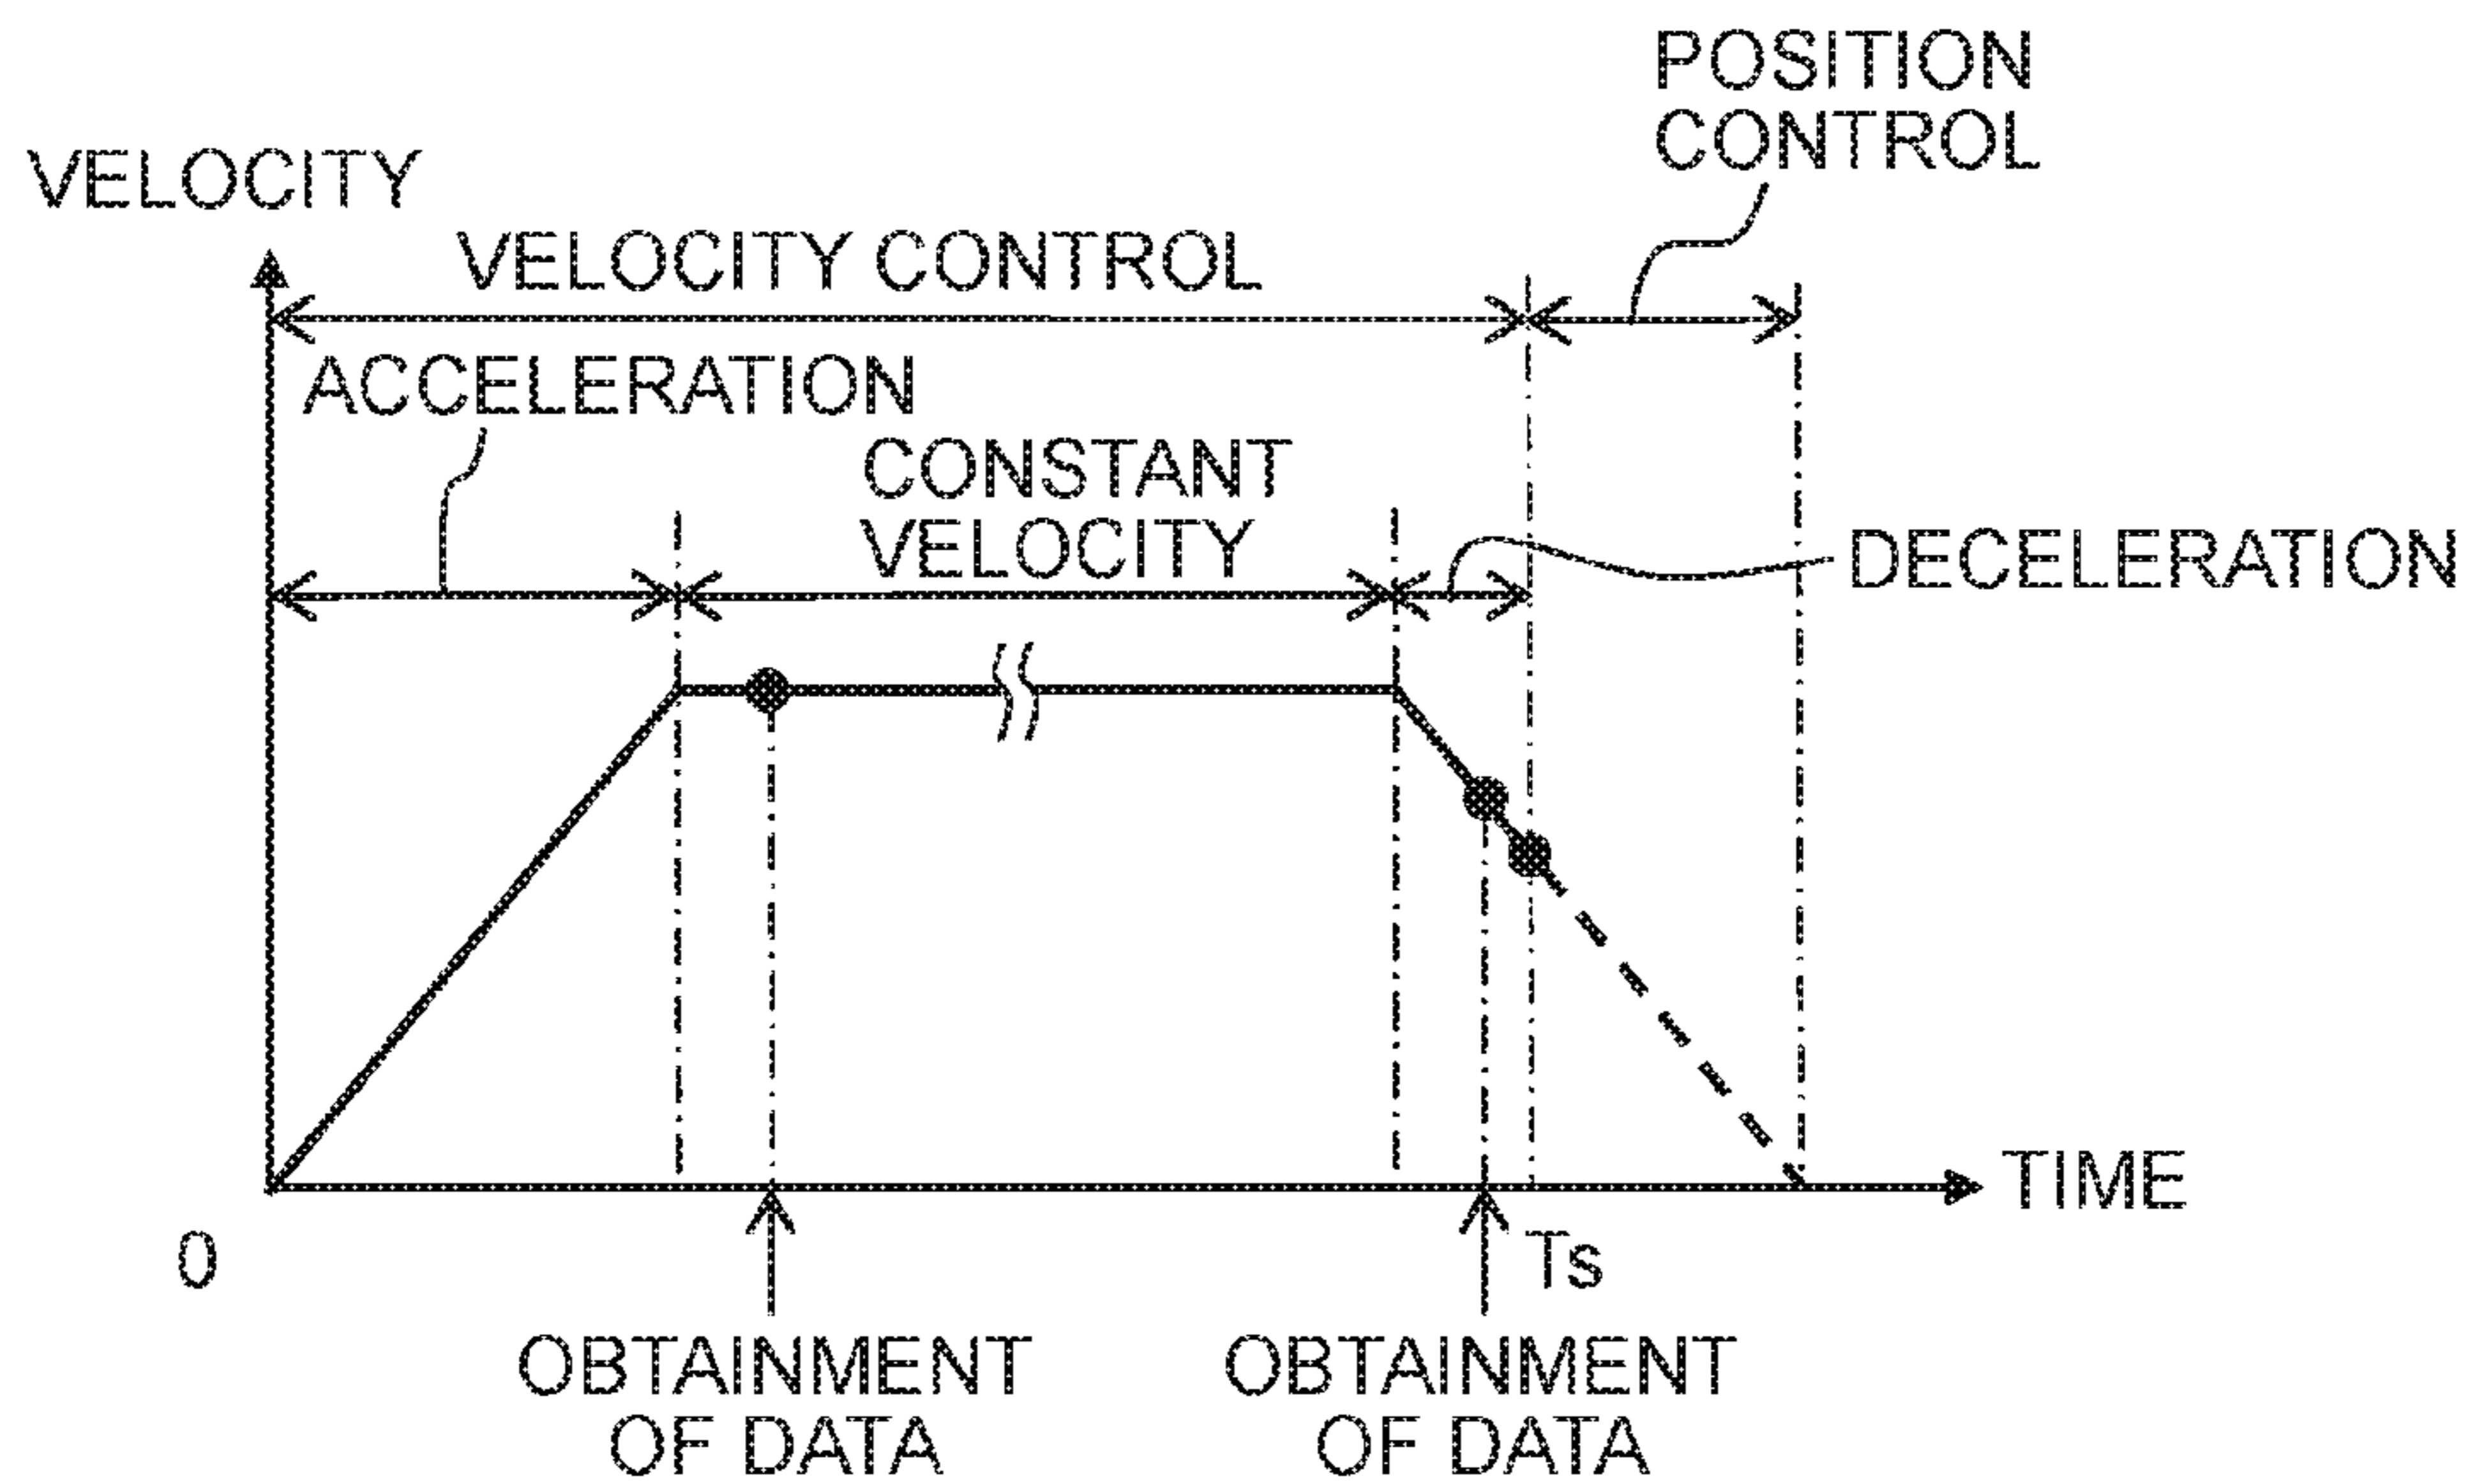 POSITION
CONTROL
VELOCITY
VELOCITY CONTROL
ACCELERATION
CONSTANT
VELOCITY
DECELERATION
TIME
0
Ts
OBTAINMENT
OF DATA
OBTAINMENT
OF DATA